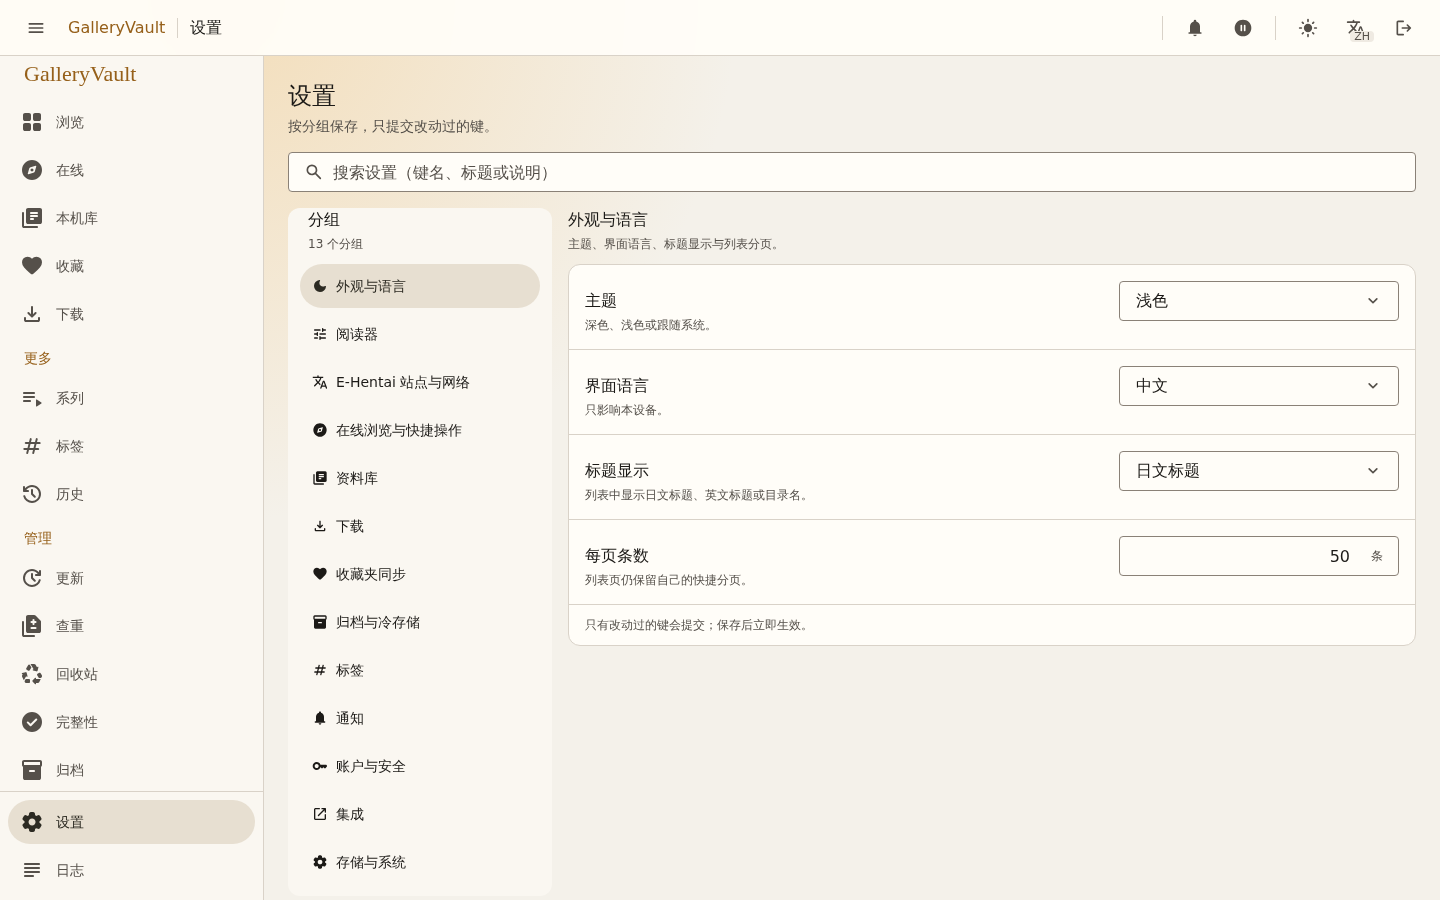 GalleryVault
设置
ZH
GalleryVault
浏览
在线
本机库
收藏
下载
更多
系列
标签
历史
管理
更新
查重
回收站
完整性
归档
设置
日志
设置
按分组保存，只提交改动过的键。
搜索设置（键名、标题或说明）
分组
13 个分组
外观与语言
阅读器
E-Hentai 站点与网络
在线浏览与快捷操作
资料库
下载
收藏夹同步
归档与冷存储
标签
通知
账户与安全
集成
存储与系统
外观与语言
主题、界面语言、标题显示与列表分页。
主题
深色、浅色或跟随系统。
浅色
界面语言
只影响本设备。
中文
标题显示
列表中显示日文标题、英文标题或目录名。
日文标题
每页条数
列表页仍保留自己的快捷分页。
50 条
只有改动过的键会提交；保存后立即生效。